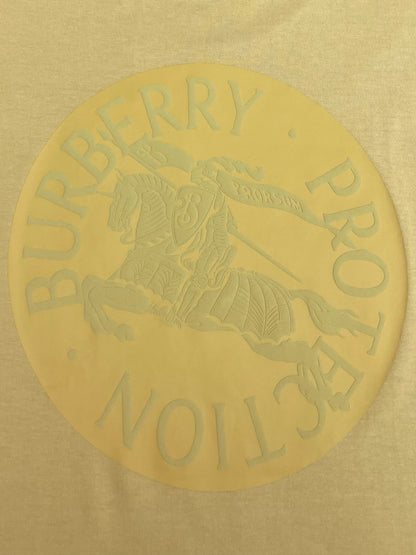 BURBERRY · PROTECTION ·